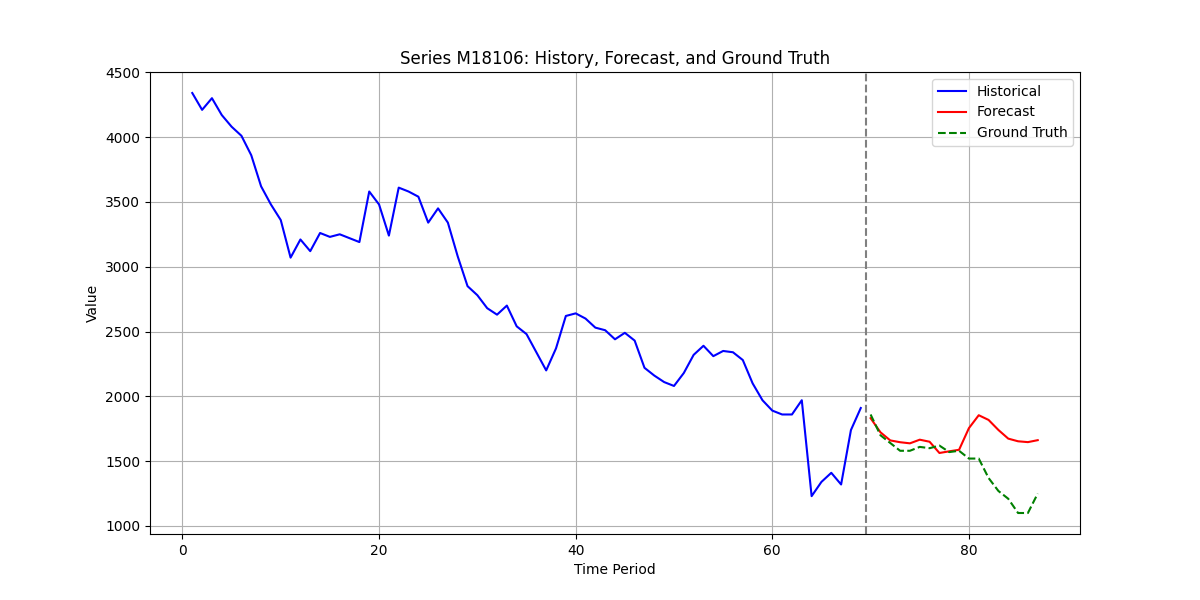 Series M18106: History, Forecast, and Ground Truth
Historical
Forecast
Ground Truth
4500
4000
3500
3000
2500
2000
1500
1000
Value
0 20 40 60 80
Time Period